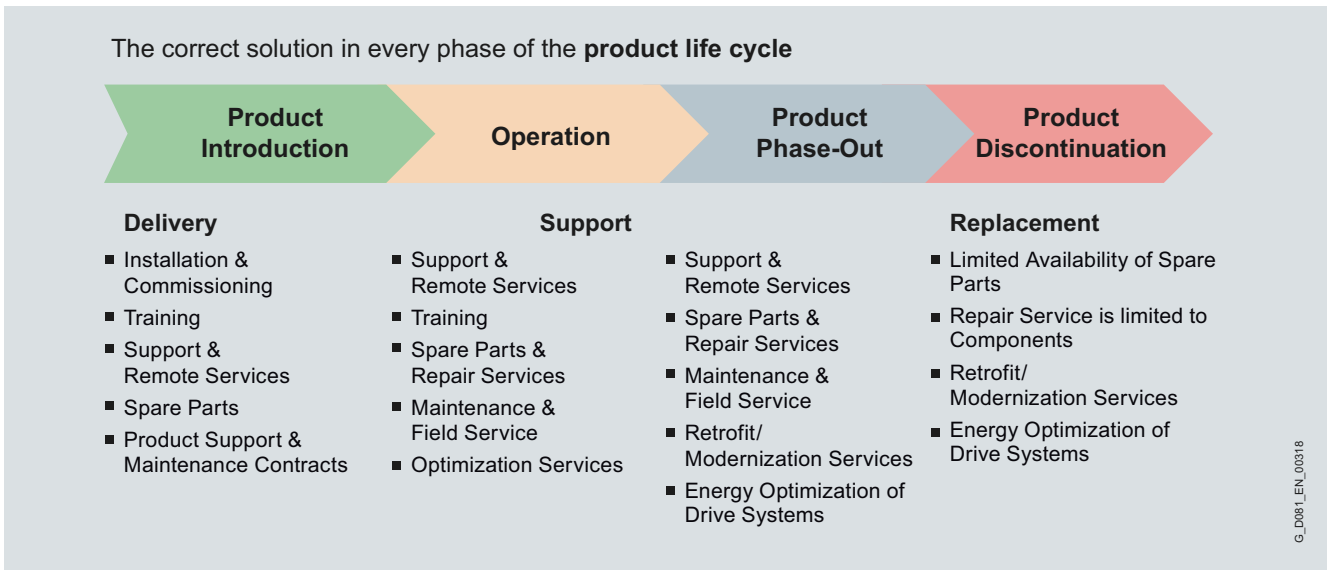 The correct solution in every phase of the product life cycle
Product
Introduction
Operation
Product
Phase-Out
Product
Discontinuation
Delivery
■ Installation &
Commissioning
■ Training
■ Support &
Remote Services
■ Spare Parts
■ Product Support &
Maintenance Contracts
Support
■ Support &
Remote Services
■ Training
■ Spare Parts &
Repair Services
■ Maintenance &
Field Service
■ Optimization Services
■ Support &
Remote Services
■ Spare Parts &
Repair Services
■ Maintenance &
Field Service
■ Retrofit/
Modernization Services
■ Energy Optimization of
Drive Systems
Replacement
■ Limited Availability of Spare
Parts
■ Repair Service is limited to
Components
■ Retrofit/
Modernization Services
■ Energy Optimization of
Drive Systems
G_D081_EN_00318